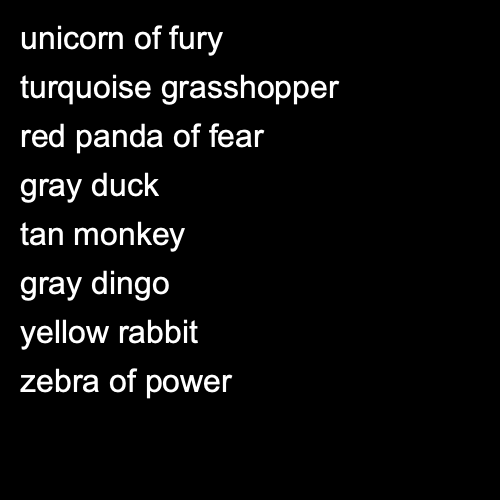 unicorn of fury
turquoise grasshopper
red panda of fear
gray duck
tan monkey
gray dingo
yellow rabbit
zebra of power